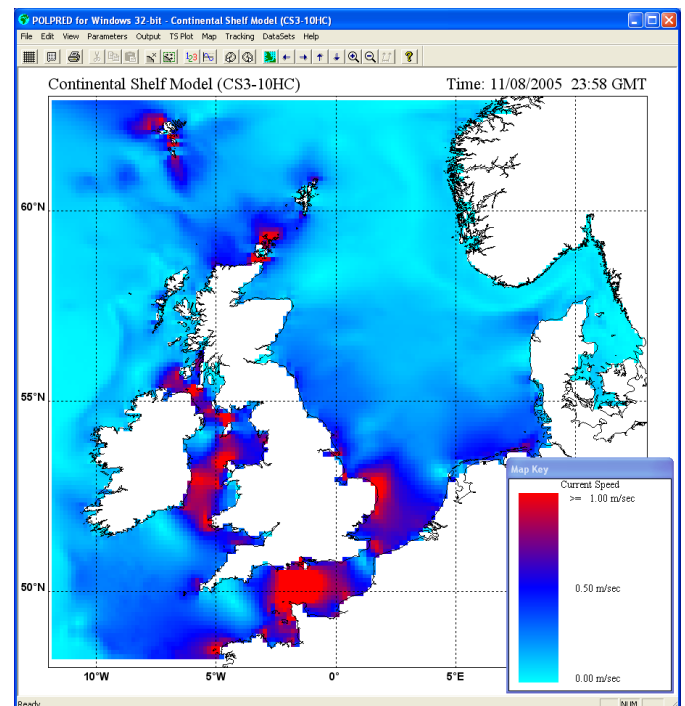 POLPRED for Windows 32-bit - Continental Shelf Model (CS3-10HC)
File Edit View Parameters Output TS Plot Map Tracking DataSets Help
123
?
Continental Shelf Model (CS3-10HC) Time: 11/08/2005 23:58 GMT
60°N
55°N
50°N
10°W 5°W 0° 5°E
Map Key
Current Speed
>= 1.00 m/sec
0.50 m/sec
0.00 m/sec
Ready NUM